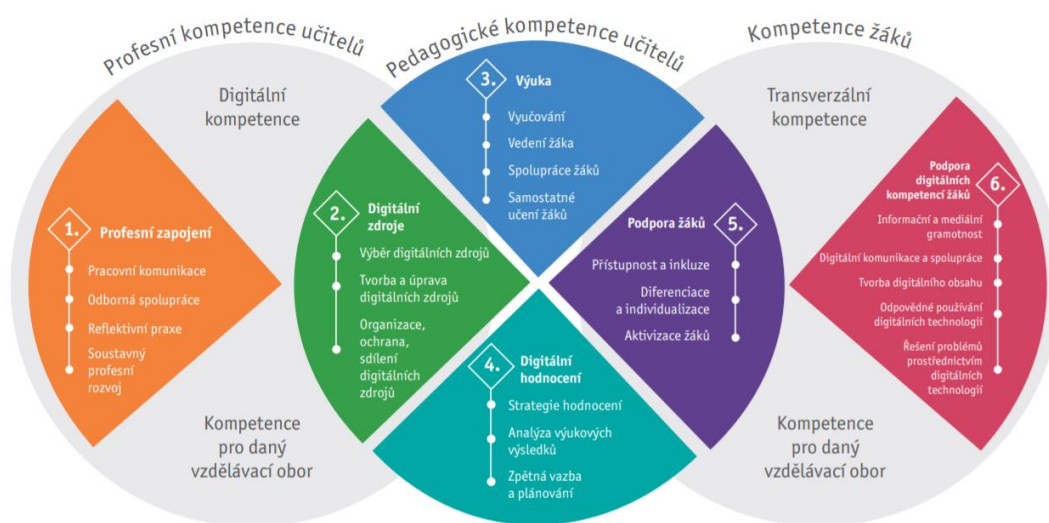 Profesní kompetence učitelů
Pedagogické kompetence učitelů
Kompetence žáků
Digitální
kompetence
Transverzální
kompetence
1.
Profesní zapojení
Pracovní komunikace
Odborná spolupráce
Reflektivní praxe
Soustavný
profesní
rozvoj
2.
Digitální
zdroje
Výběr digitálních zdrojů
Tvorba a úprava
digitálních zdrojů
Organizace,
ochrana,
sdílení
digitálních
zdrojů
3.
Výuka
Vyučování
Vedení žáka
Spolupráce žáků
Samostatné
učení žáků
4.
Digitální
hodnocení
Strategie hodnocení
Analýza výukových
výsledků
Zpětná vazba
a plánování
5.
Podpora žáků
Přístupnost a inkluze
Diferenciace
a individualizace
Aktivizace žáků
6.
Podpora
digitálních
kompetencí žáků
Informační a mediální
gramotnost
Digitální komunikace a spolupráce
Tvorba digitálního obsahu
Odpovědné používání
digitálních technologií
Řešení problémů
prostřednictvím
digitálních
technologií
Kompetence
pro daný
vzdělávací obor
Kompetence
pro daný
vzdělávací obor